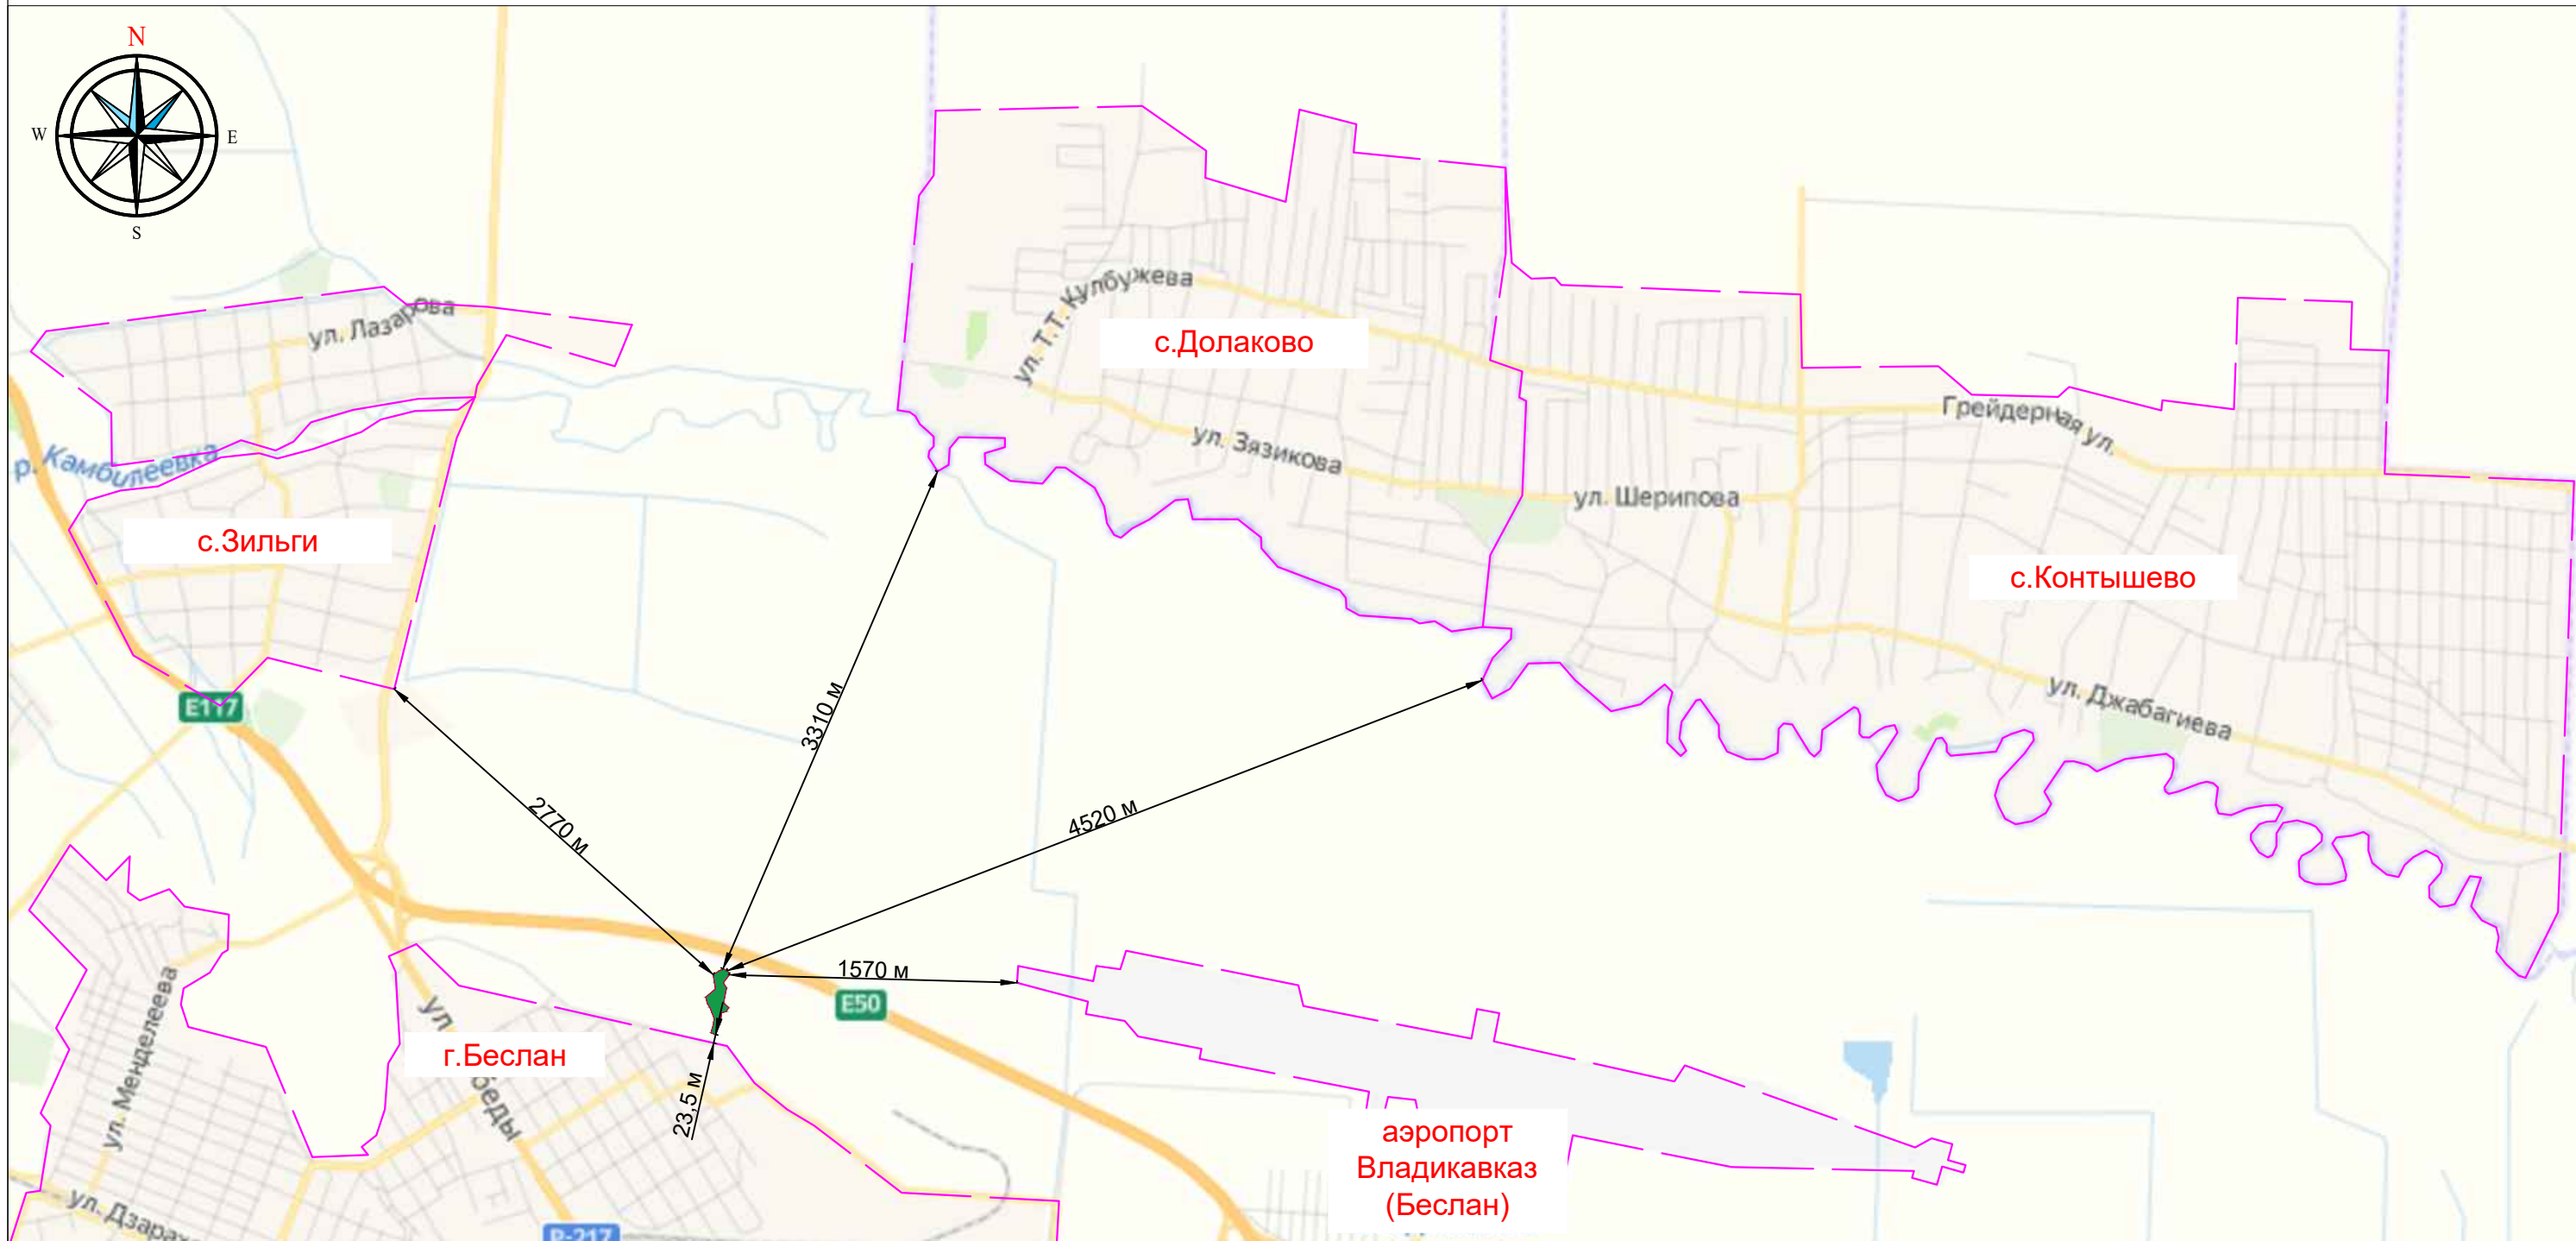 N
W
E
S
ул. Лазарова
ул. Т.Т. Кулбужева
с.Долаково
Грейдерная ул.
ул. Зязикова
р. Камбилеевка
ул. Шерипова
с.Зильги
с.Контышево
E117
ул. Джабагиева
3310 м
2770 м
4520 м
1570 м
E50
ул. Менделеева
г.Беслан
23,5 м
аэропорт
Владикавказ
(Беслан)
P-217